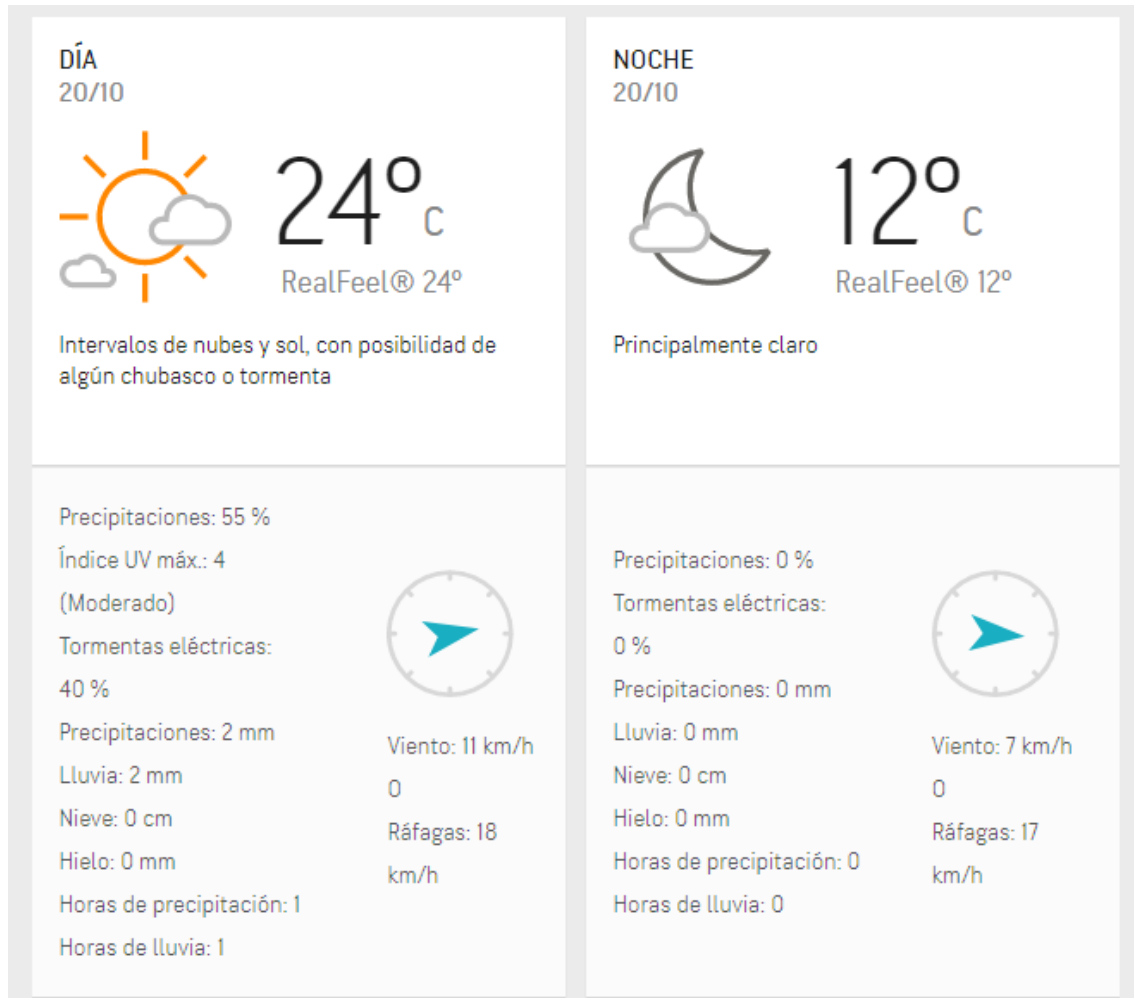 DÍA
20/10
24°C
RealFeel® 24°
Intervalos de nubes y sol, con posibilidad de
algún chubasco o tormenta
Precipitaciones: 55 %
Índice UV máx.: 4
(Moderado)
Tormentas eléctricas:
40 %
Precipitaciones: 2 mm
Lluvia: 2 mm
Nieve: 0 cm
Hielo: 0 mm
Horas de precipitación: 1
Horas de lluvia: 1
Viento: 11 km/h
O
Ráfagas: 18
km/h
NOCHE
20/10
12°C
RealFeel® 12°
Principalmente claro
Precipitaciones: 0 %
Tormentas eléctricas:
0 %
Precipitaciones: 0 mm
Lluvia: 0 mm
Nieve: 0 cm
Hielo: 0 mm
Horas de precipitación: 0
Horas de lluvia: 0
Viento: 7 km/h
O
Ráfagas: 17
km/h